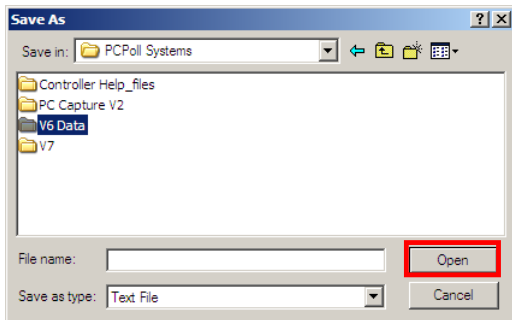 Save As
Save in: PCPoll Systems
Controller Help_files
PC Capture V2
V6 Data
V7
File name: Open
Save as type: Text File Cancel